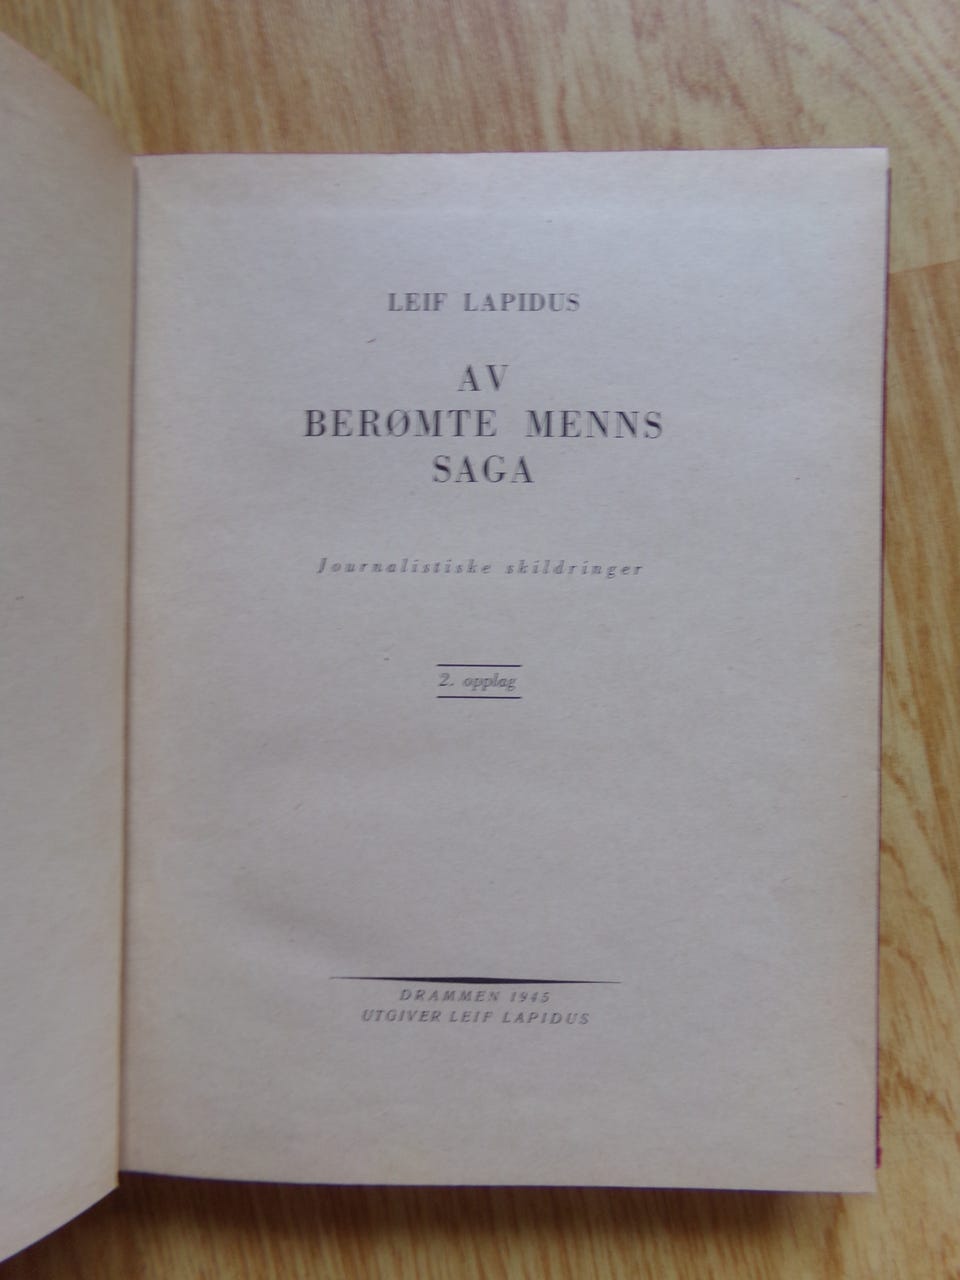 LEIF LAPIDUS
AV
BERØMTE MENNS
SAGA
Journalistiske skildringer
2. opplag
DRAMMEN 1945
UTGIVER LEIF LAPIDUS